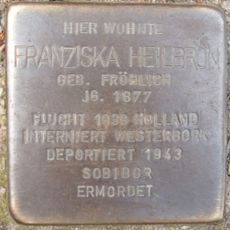 HIER WOHNTE
FRANZISKA HEILBRUN
GEB. FRÖHLICH
JG. 1877
FLUCHT 1938 HOLLAND
INTERNIERT WESTERBORK
DEPORTIERT 1943
SOBIBOR
ERMORDET